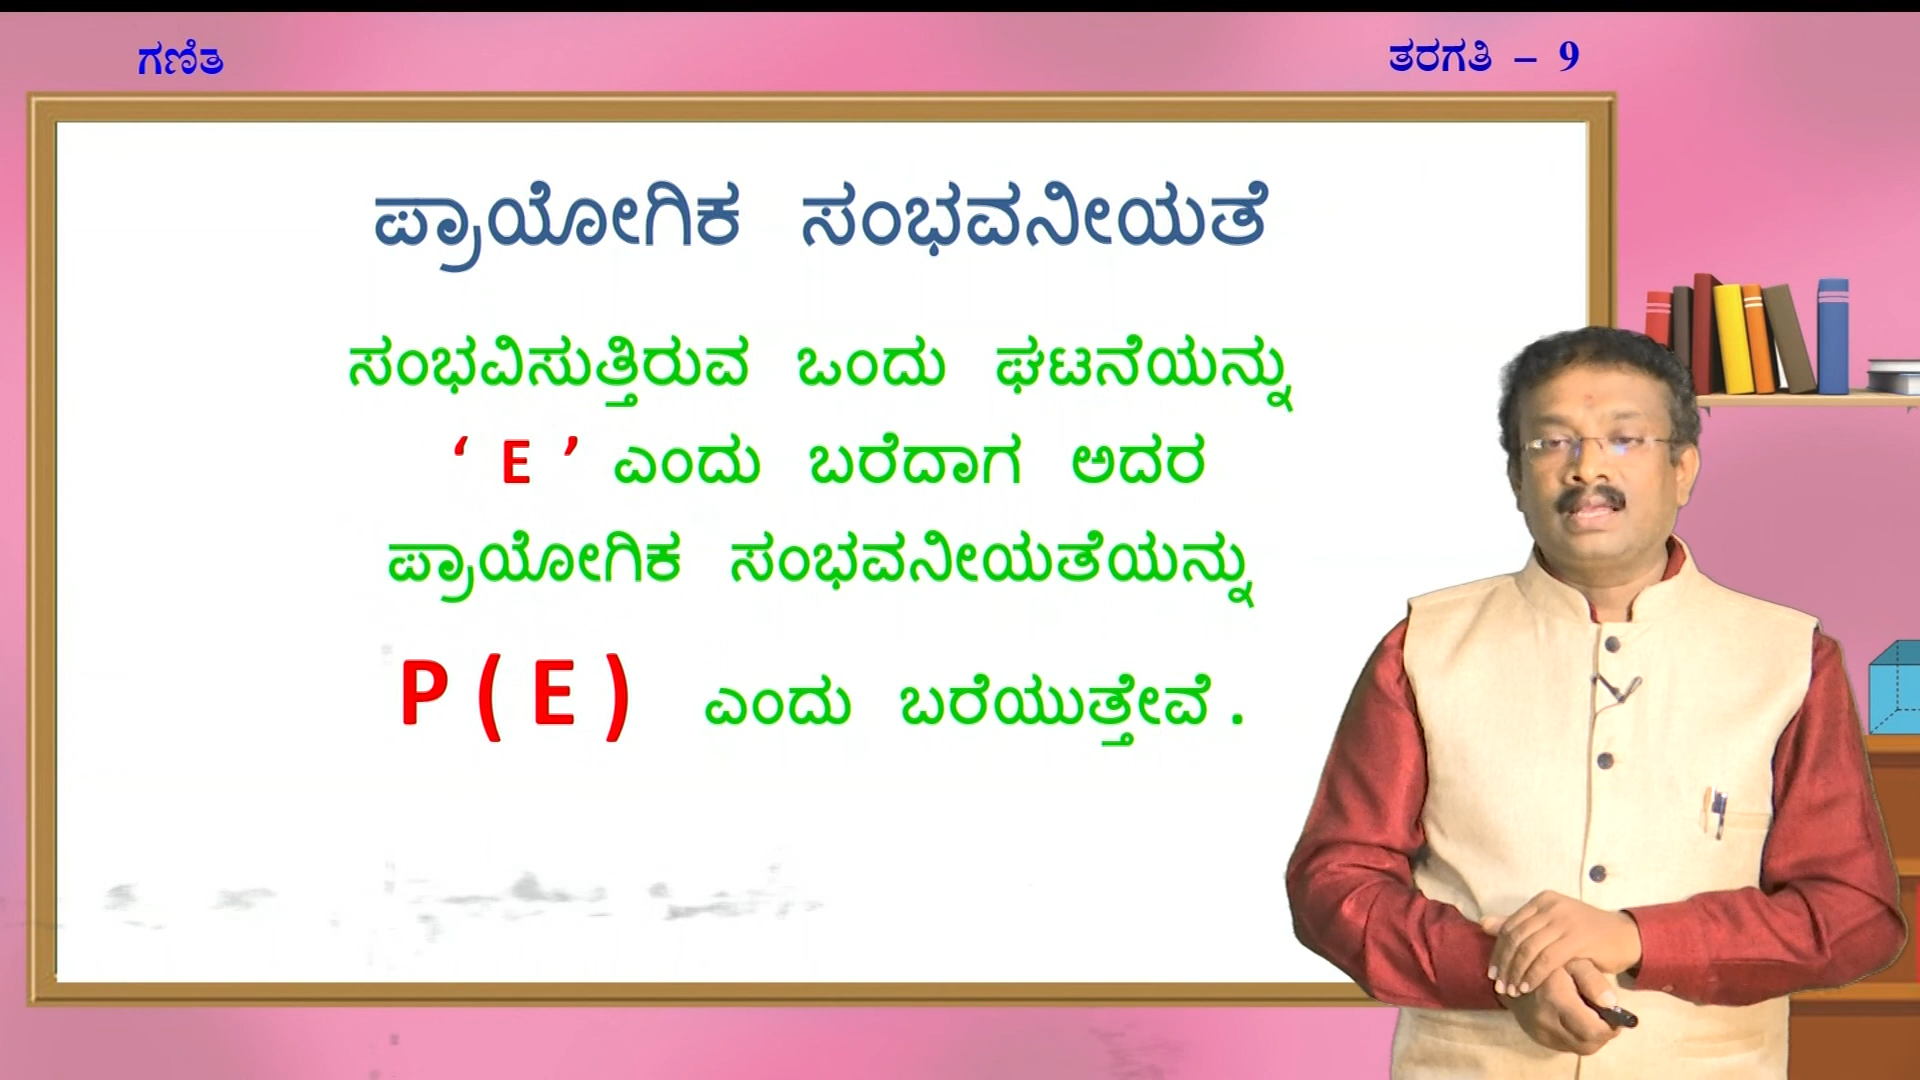 ಗಣಿತ
ತರಗತಿ – 9
ಪ್ರಾಯೋಗಿಕ ಸಂಭವನೀಯತೆ
ಸಂಭವಿಸುತ್ತಿರುವ ಒಂದು ಘಟನೆಯನ್ನು
‘ E ’ ಎಂದು ಬರೆದಾಗ ಅದರ
ಪ್ರಾಯೋಗಿಕ ಸಂಭವನೀಯತೆಯನ್ನು
P ( E ) ಎಂದು ಬರೆಯುತ್ತೇವೆ .